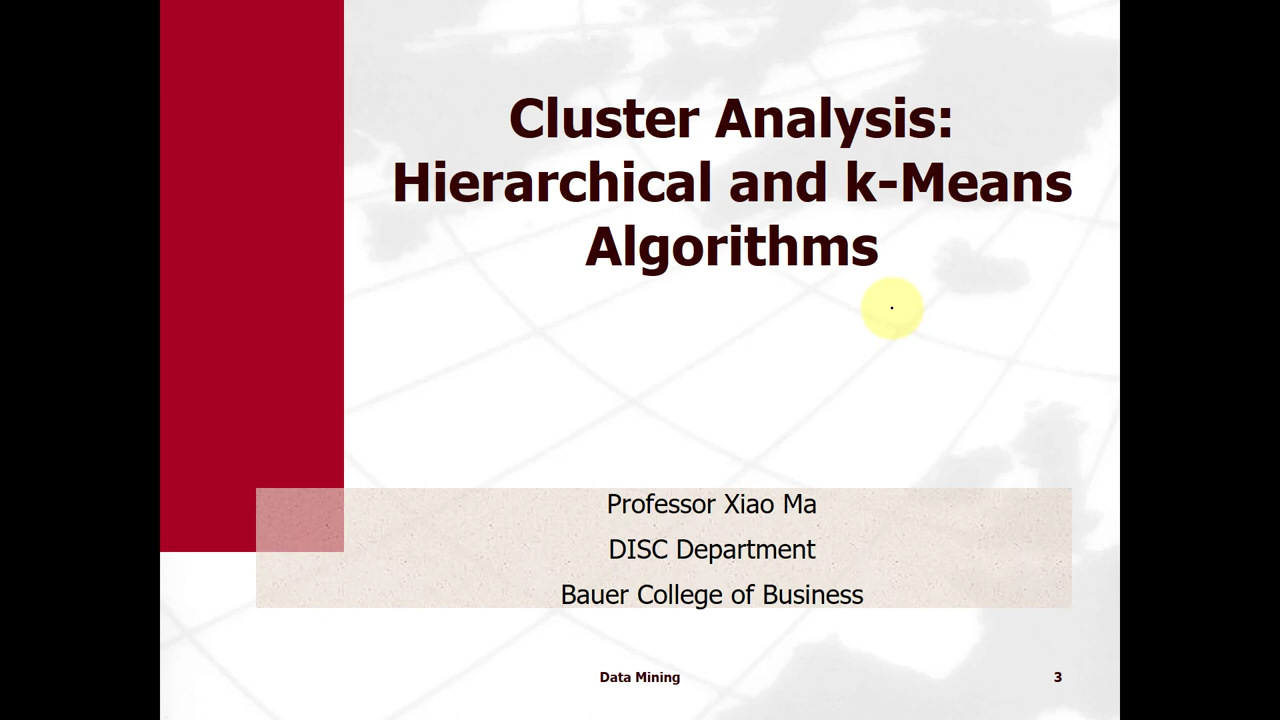 Cluster Analysis:
Hierarchical and k-Means
Algorithms
Professor Xiao Ma
DISC Department
Bauer College of Business
Data Mining
3